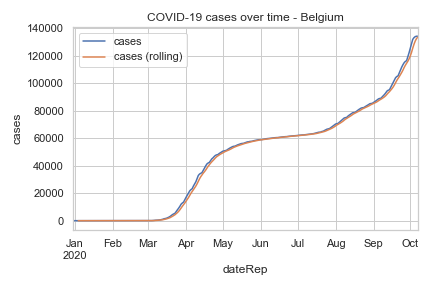 COVID-19 cases over time - Belgium
140000
120000
100000
80000
60000
40000
20000
0
cases
cases
cases (rolling)
Jan Feb Mar Apr May Jun Jul Aug Sep Oct
2020
dateRep